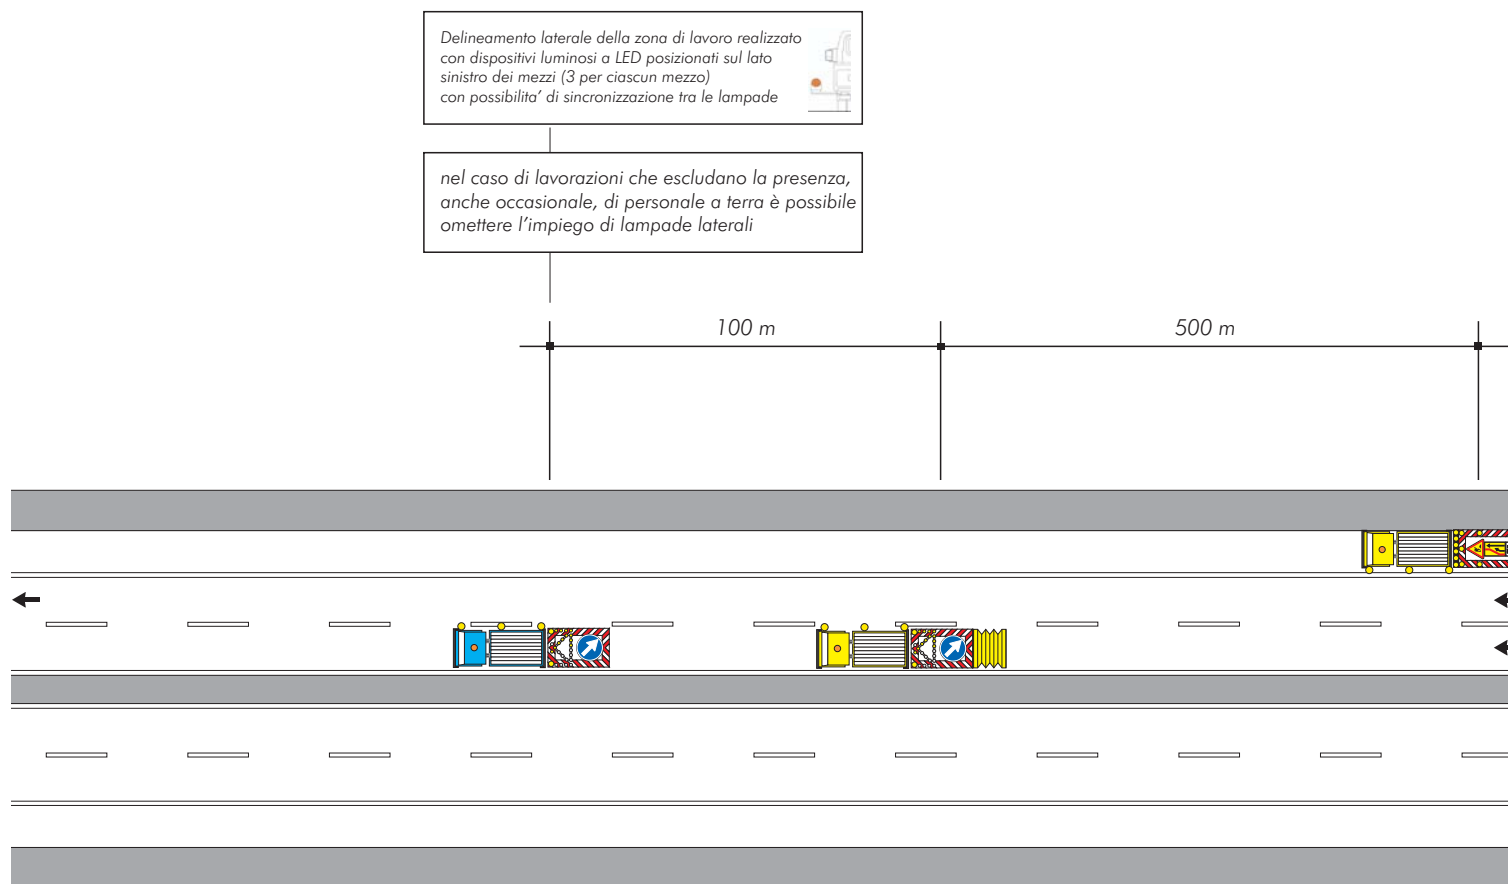 Delineamento laterale della zona di lavoro realizzato
con dispositivi luminosi a LED posizionati sul lato
sinistro dei mezzi (3 per ciascun mezzo)
con possibilita' di sincronizzazione tra le lampade
nel caso di lavorazioni che escludano la presenza,
anche occasionale, di personale a terra è possibile
omettere l'impiego di lampade laterali
100 m
500 m